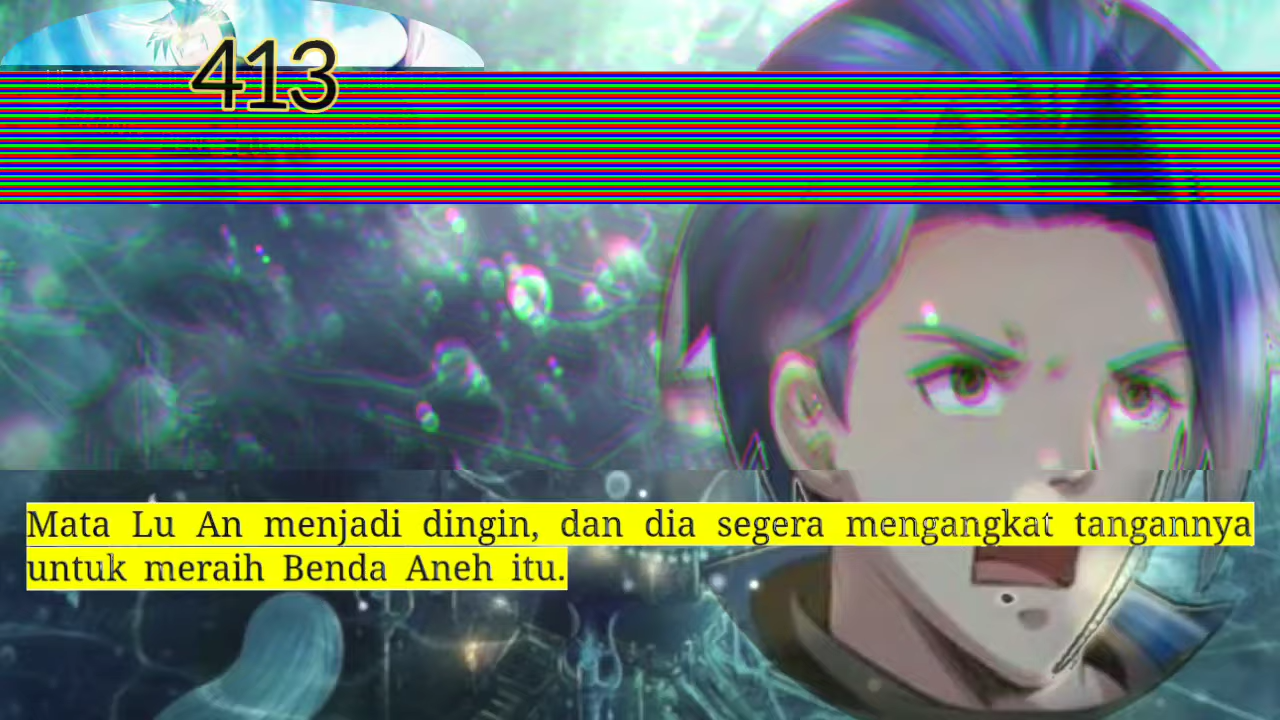 413
Mata Lu An menjadi dingin, dan dia segera mengangkat tangannya
untuk meraih Benda Aneh itu.